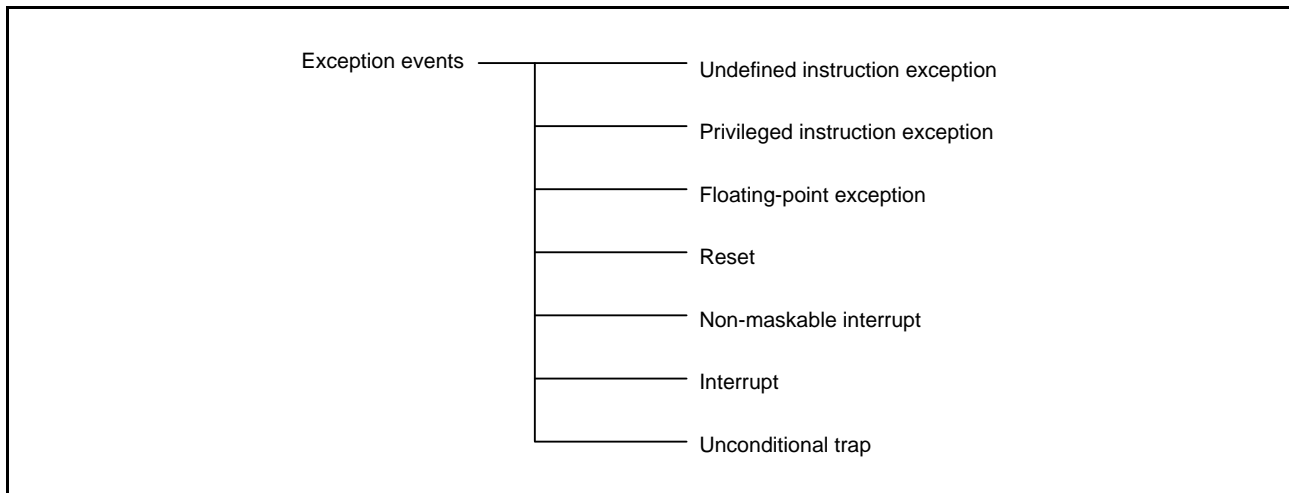 Exception events
Undefined instruction exception
Privileged instruction exception
Floating-point exception
Reset
Non-maskable interrupt
Interrupt
Unconditional trap